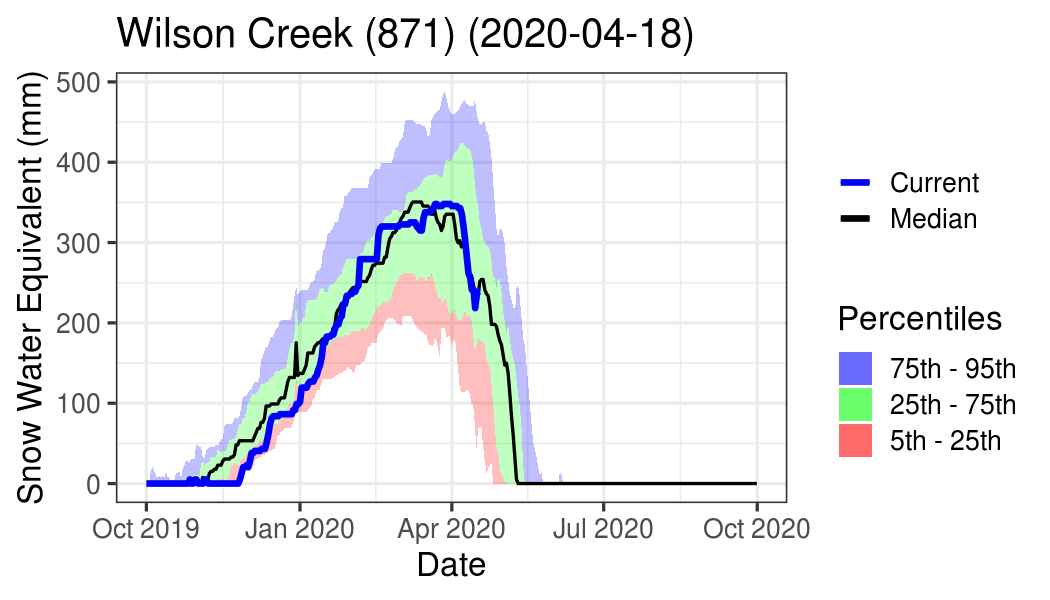 Wilson Creek (871) (2020-04-18)
Snow Water Equivalent (mm)
500
400
300
200
100
0
Oct 2019
Jan 2020
Apr 2020
Jul 2020
Oct 2020
Date
Current
Median
Percentiles
75th - 95th
25th - 75th
5th - 25th